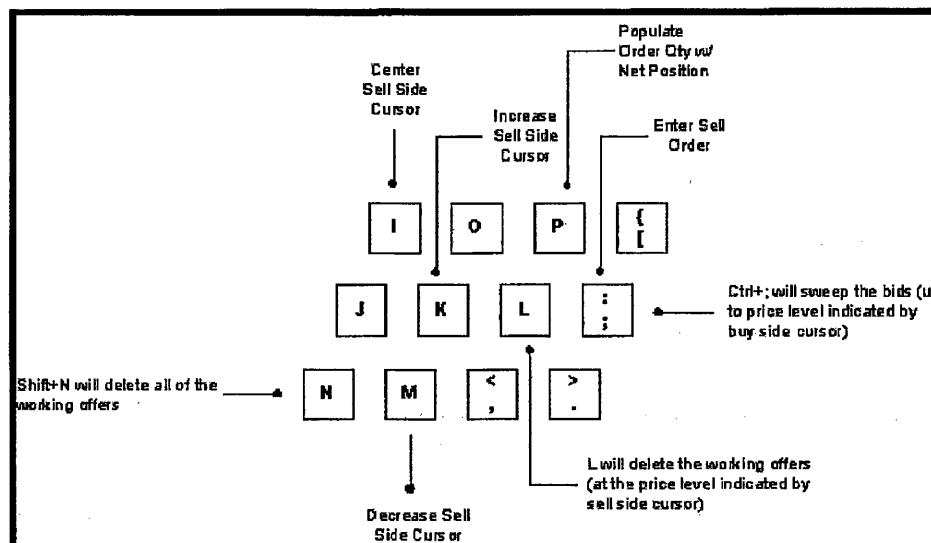 Populate
Order Qty w/
Net Position
Center
Sell Side
Cursor
Increase
Sell Side
Cursor
Enter Sell
Order
I
O
P
{
[
J
K
L
:
;
Ctrl+; will sweep the bids (u
to price level indicated by
buy side cursor)
Shift+N will delete all of the
working offers
N
M
<
,
>
.
L will delete the working offers
(at the price level indicated by
sell side cursor)
Decrease Sell
Side Cursor